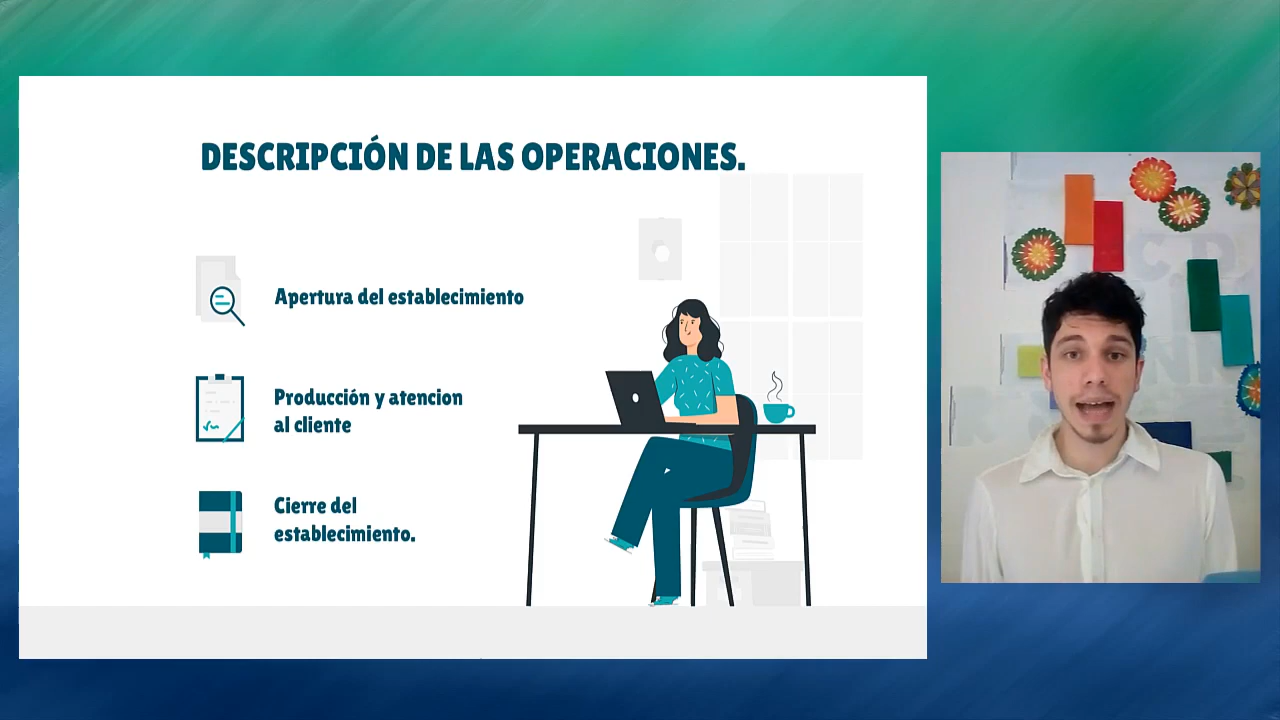 DESCRIPCIÓN DE LAS OPERACIONES.
Apertura del establecimiento
Producción y atencion
al cliente
Cierre del
establecimiento.